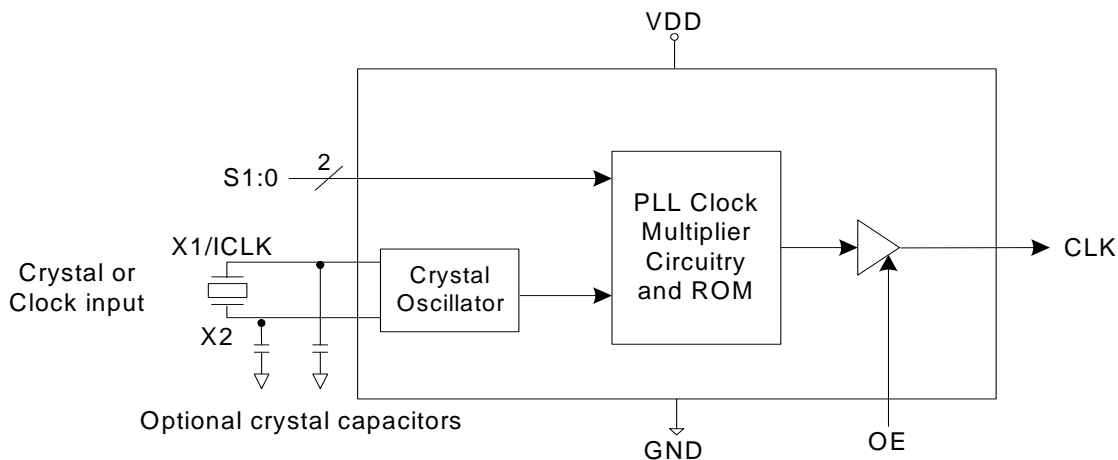 VDD
2
S1:0
X1/ICLK
Crystal or
Clock input
X2
Crystal
Oscillator
PLL Clock
Multiplier
Circuitry
and ROM
CLK
Optional crystal capacitors
GND
OE